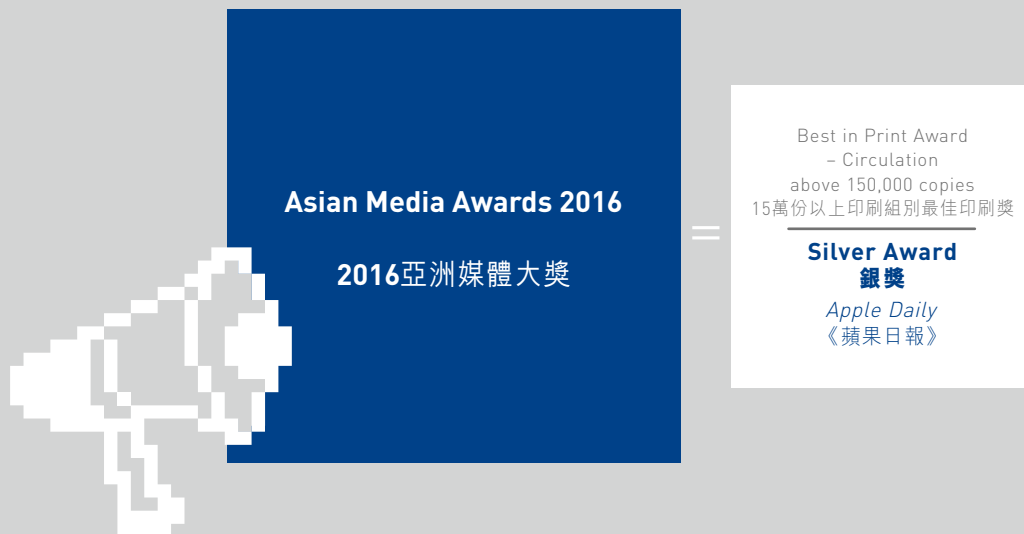 Asian Media Awards 2016
2016亞洲媒體大獎
=
Best in Print Award
– Circulation
above 150,000 copies
15萬份以上印刷組別最佳印刷獎
Silver Award
銀獎
Apple Daily
《蘋果日報》